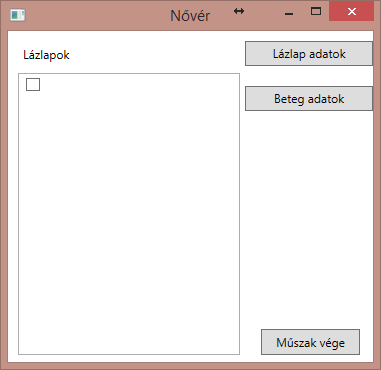 Nővér
Lázlapok
Lázlap adatok
Beteg adatok
Műszak vége